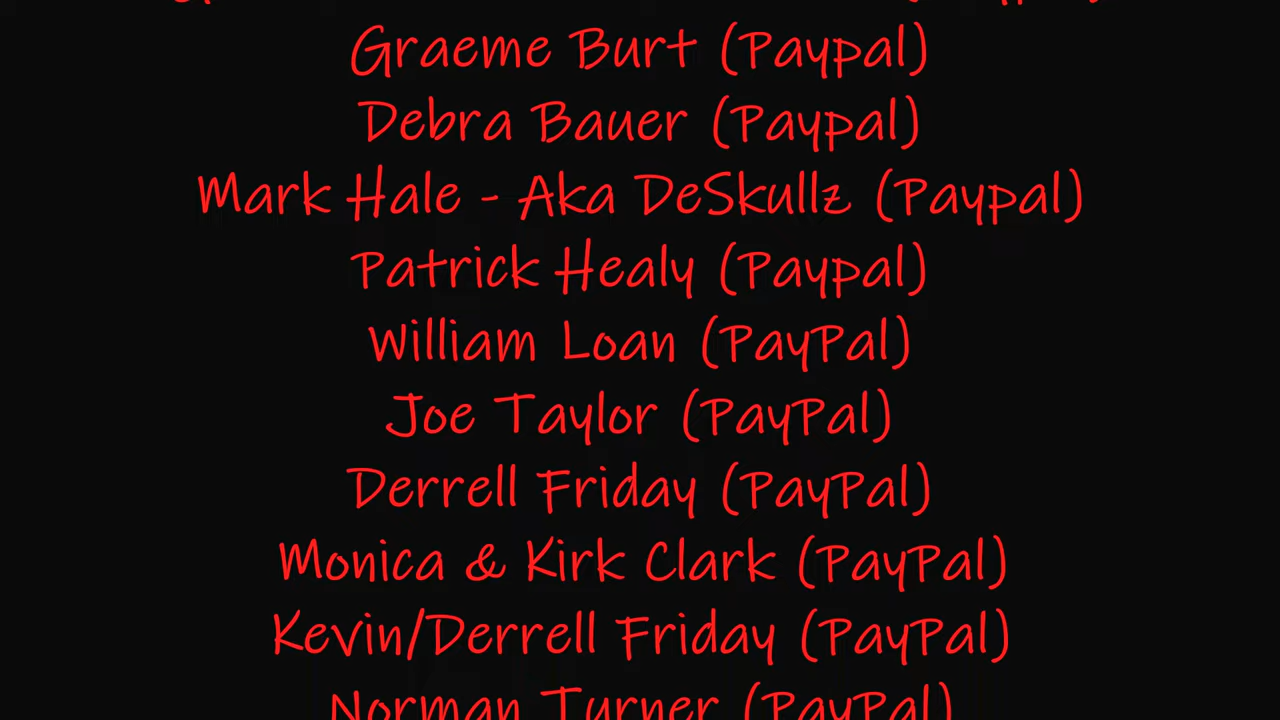 Graeme Burt (Paypal)
Debra Bauer (Paypal)
Mark Hale - Aka DeSkullz (Paypal)
Patrick Healy (Paypal)
William Loan (PayPal)
Joe Taylor (PayPal)
Derrell Friday (PayPal)
Monica & Kirk Clark (PayPal)
Kevin/Derrell Friday (PayPal)
Norman Turner (PayPal)